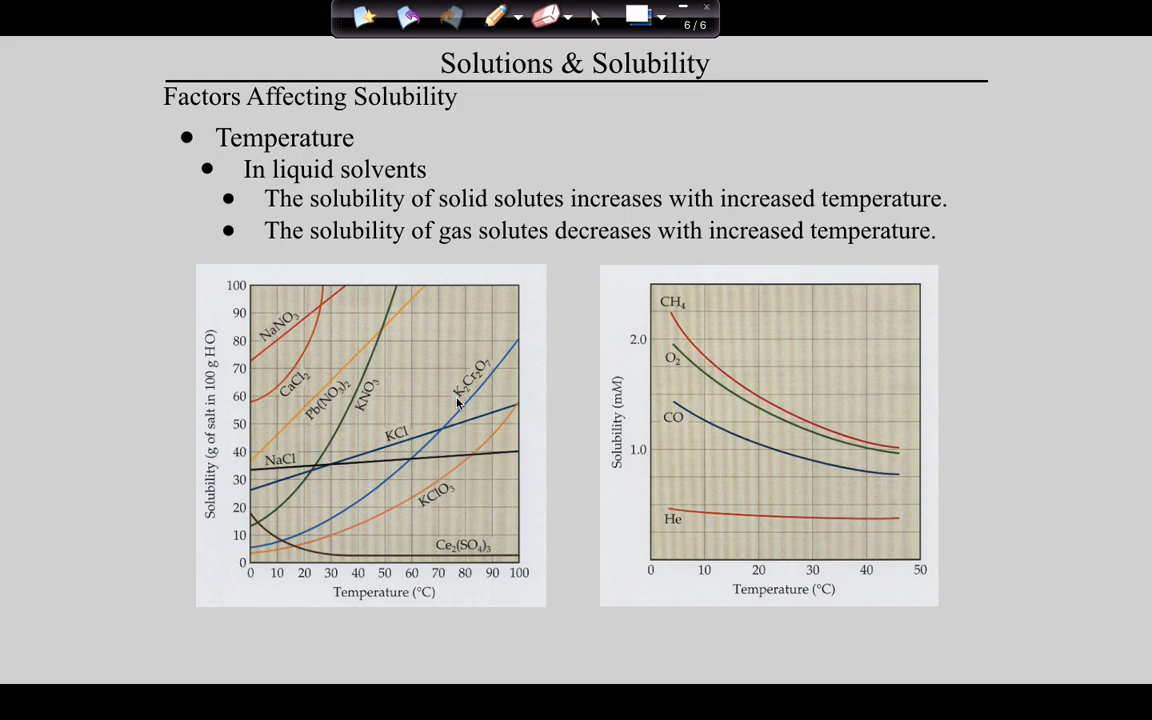 6 / 6
Solutions & Solubility
Factors Affecting Solubility
● Temperature
● In liquid solvents
● The solubility of solid solutes increases with increased temperature.
● The solubility of gas solutes decreases with increased temperature.
Solubility (g of salt in 100 g HO)
100
90
80
70
60
50
40
30
20
10
0
NaNO₃
CaCl₂
Pb(NO₃)₂
KNO₃
K₂Cr₂O₇
KCl
NaCl
KClO₃
Ce₂(SO₄)₃
0 10 20 30 40 50 60 70 80 90 100
Temperature (°C)
Solubility (mM)
2.0
1.0
CH₄
O₂
CO
He
0 10 20 30 40 50
Temperature (°C)